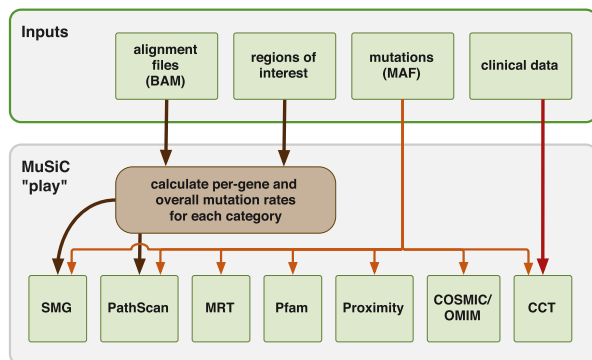 Inputs
alignment
files
(BAM)
regions of
interest
mutations
(MAF)
clinical data
MuSiC
"play"
calculate per-gene and
overall mutation rates
for each category
SMG
PathScan
MRT
Pfam
Proximity
COSMIC/
OMIM
CCT